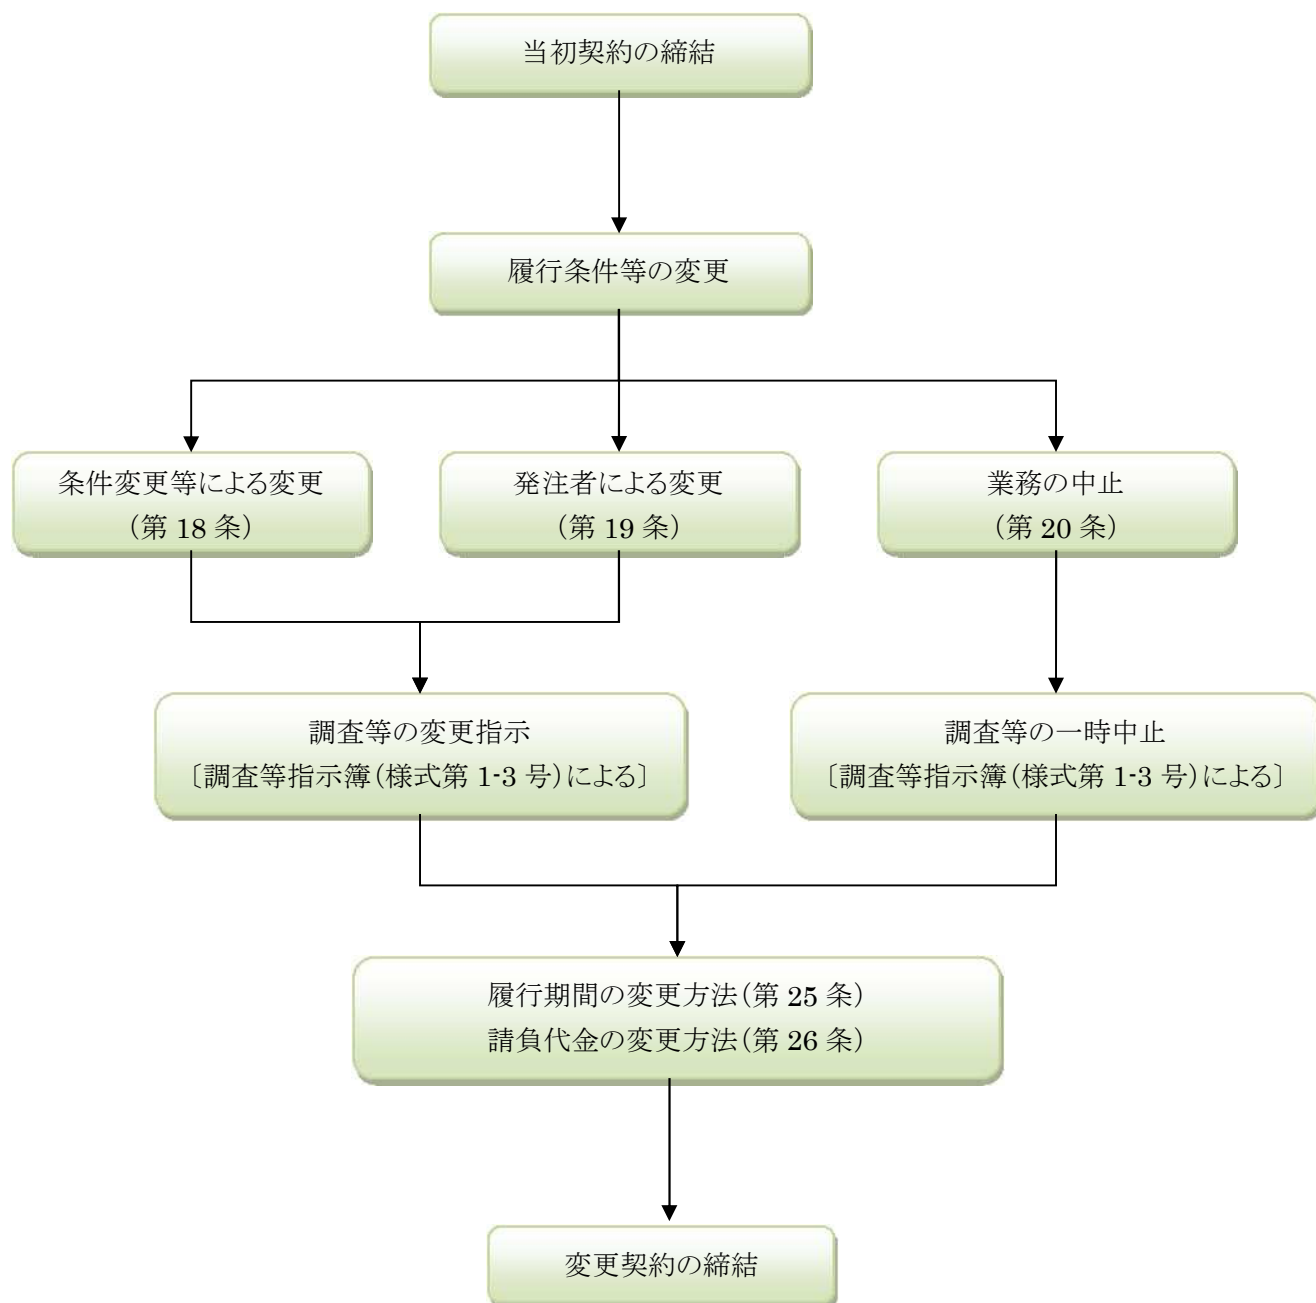 当初契約の締結
履行条件等の変更
条件変更等による変更
(第 18 条)
発注者による変更
(第 19 条)
業務の中止
(第 20 条)
調査等の変更指示
〔調査等指示簿(様式第 1-3 号)による〕
調査等の一時中止
〔調査等指示簿(様式第 1-3 号)による〕
履行期間の変更方法(第 25 条)
請負代金の変更方法(第 26 条)
変更契約の締結